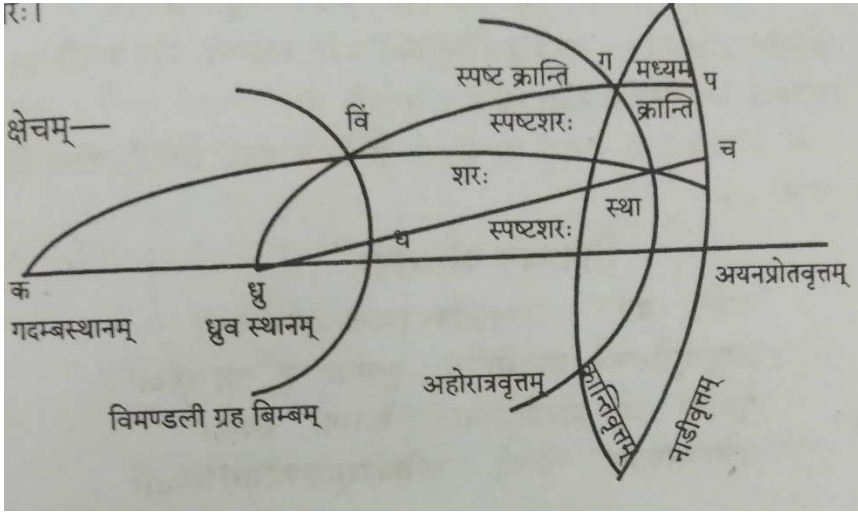 रः।
ग
स्पष्ट क्रान्ति
मध्यम
प
क्रान्ति
स्पष्टशरः
विं
क्षेचम्—
च
शरः
स्था
स्पष्टशरः
ध
क
ध्रु
अयनप्रोतवृत्तम्
गदम्बस्थानम्
ध्रुव स्थानम्
अहोरात्रवृत्तम्
क्रान्तिवृत्तम्
नाडीवृत्तम्
विमण्डली ग्रह बिम्बम्